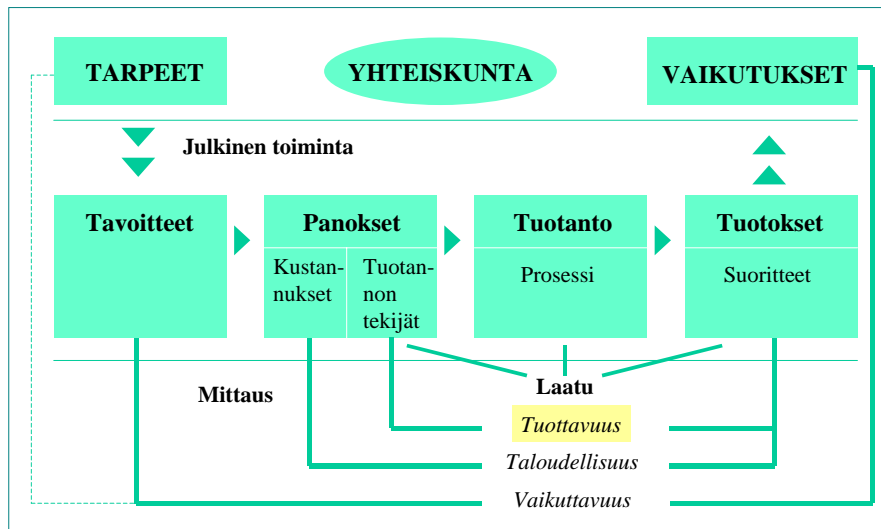 TARPEET
YHTEISKUNTA
VAIKUTUKSET
Julkinen toiminta
Tavoitteet
Panokset
Kustan-
nukset
Tuotan-
non
tekijät
Tuotanto
Prosessi
Tuotokset
Suoritteet
Mittaus
Laatu
Tuottavuus
Taloudellisuus
Vaikuttavuus